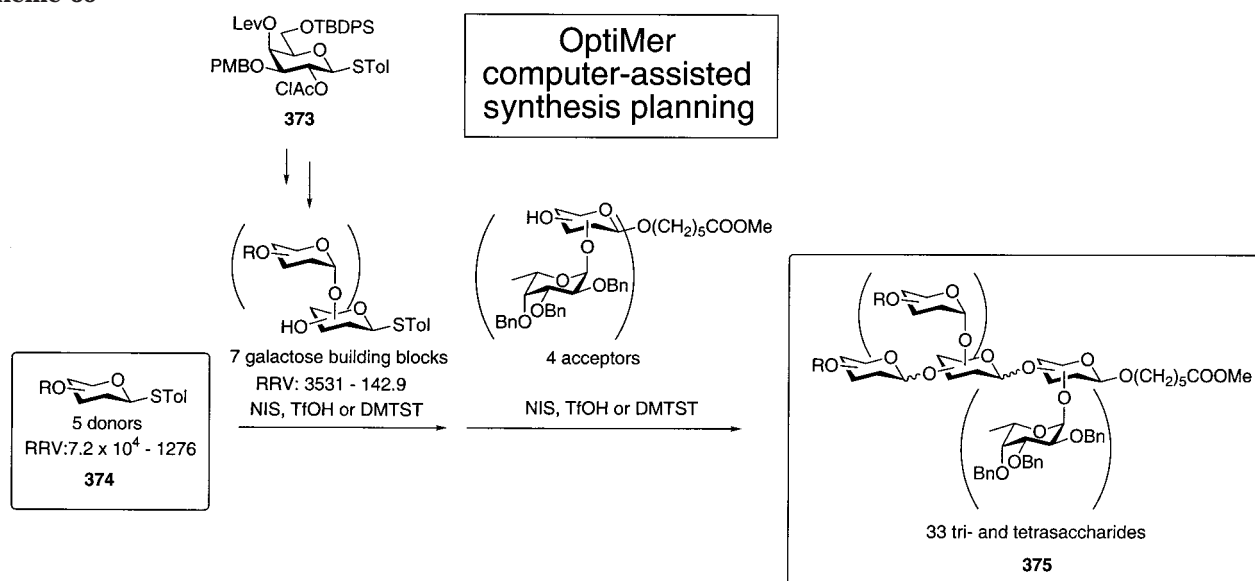 LevO
OTBDPS
O
STol
PMBO
ClAcO
373
OptiMer
computer-assisted
synthesis planning
RO
O
O
HO
O
STol
7 galactose building blocks
RRV: 3531 - 142.9
NIS, TfOH or DMTST
HO
O
O(CH2)5COOMe
O
O
OBn
OBn
BnO
4 acceptors
NIS, TfOH or DMTST
RO
O
STol
5 donors
RRV:7.2 x 10^4 - 1276
374
RO
O
O
RO
O
O
O
O
O
O(CH2)5COOMe
O
O
OBn
OBn
BnO
33 tri- and tetrasaccharides
375